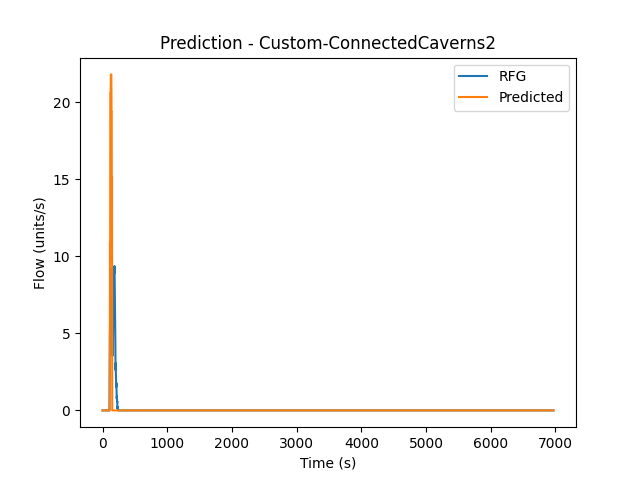 Prediction - Custom-ConnectedCaverns2
RFG
Predicted
20
15
10
5
0
Flow (units/s)
0 1000 2000 3000 4000 5000 6000 7000
Time (s)